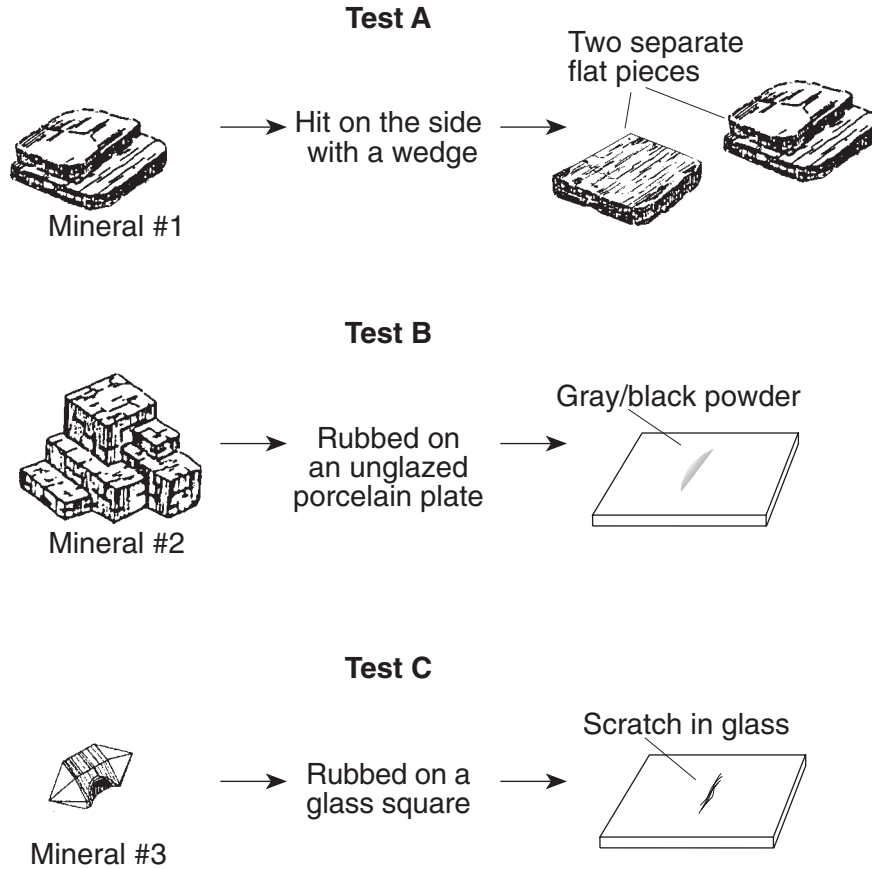 Test A
Two separate
flat pieces
Hit on the side
with a wedge
Mineral #1
Test B
Gray/black powder
Rubbed on
an unglazed
porcelain plate
Mineral #2
Test C
Scratch in glass
Rubbed on a
glass square
Mineral #3